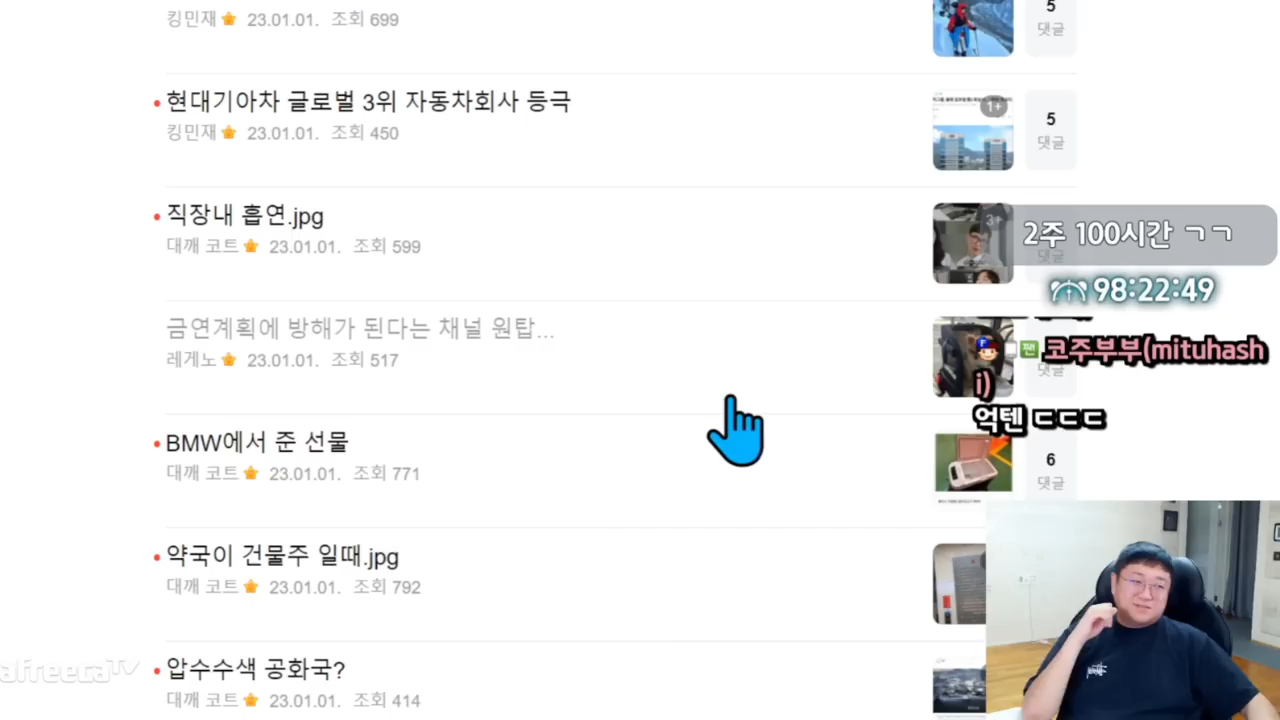 킹민재 23.01.01. 조회 699
5
댓글
현대기아차 글로벌 3위 자동차회사 등극
킹민재 23.01.01. 조회 450
1+
5
댓글
직장내 흡연.jpg
대깨 코트 23.01.01. 조회 599
3+
댓글
2주 100시간 ㄱㄱ
98:22:49
금연계획에 방해가 된다는 채널 원탑...
레게노 23.01.01. 조회 517
댓글
F 팬 코주부부(mituhash
i)
억텐 ㄷㄷㄷ
BMW에서 준 선물
대깨 코트 23.01.01. 조회 771
6
댓글
약국이 건물주 일때.jpg
대깨 코트 23.01.01. 조회 792
압수수색 공화국?
대깨 코트 23.01.01. 조회 414
afreecaTV